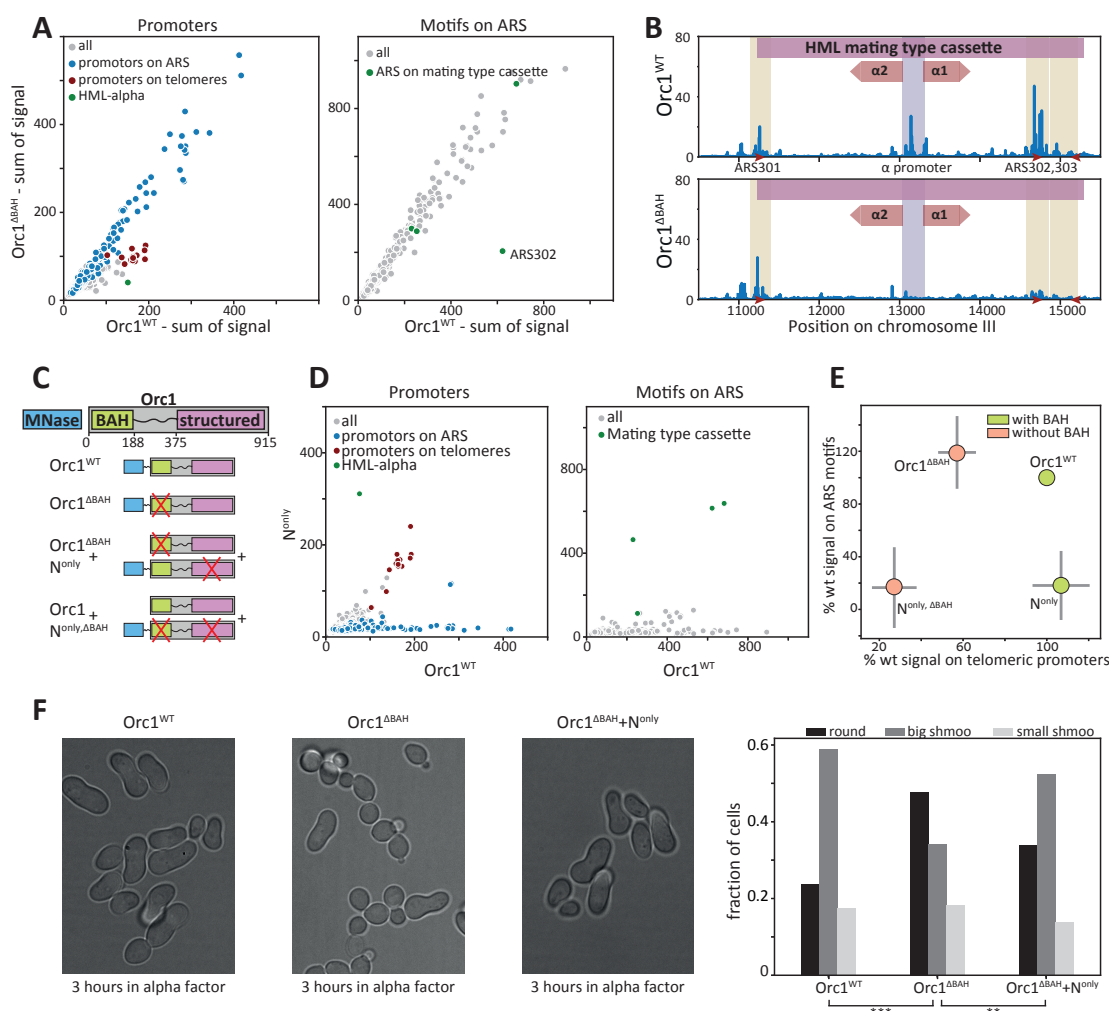 A
Promoters
all
promotors on ARS
promoters on telomeres
HML-alpha
Orc1ΔBAH - sum of signal
400
200
0
0
200
400
Orc1WT - sum of signal
Motifs on ARS
all
ARS on mating type cassette
ARS302
800
400
0
0
400
800
Orc1WT - sum of signal
B
HML mating type cassette
α2
α1
Orc1WT
80
40
0
ARS301
α promoter
ARS302,303
α2
α1
Orc1ΔBAH
80
40
0
11000
12000
13000
14000
15000
Position on chromosome III
C
Orc1
MNase
BAH
structured
0
188
375
915
Orc1WT
Orc1ΔBAH
Orc1ΔBAH
+
+
Nonly
Orc1
+
+
Nonly,ΔBAH
D
Promoters
all
promotors on ARS
promoters on telomeres
HML-alpha
Nonly
400
200
0
0
200
400
Orc1WT
Motifs on ARS
all
Mating type cassette
800
400
0
0
400
800
Orc1WT
E
with BAH
without BAH
Orc1ΔBAH
Orc1WT
Nonly, ΔBAH
Nonly
% wt signal on ARS motifs
120
80
40
0
20
60
100
% wt signal on telomeric promoters
F
Orc1WT
Orc1ΔBAH
Orc1ΔBAH+Nonly
3 hours in alpha factor
3 hours in alpha factor
3 hours in alpha factor
round
big shmoo
small shmoo
fraction of cells
0.6
0.4
0.2
0
Orc1WT
Orc1ΔBAH
Orc1ΔBAH+Nonly
***
**